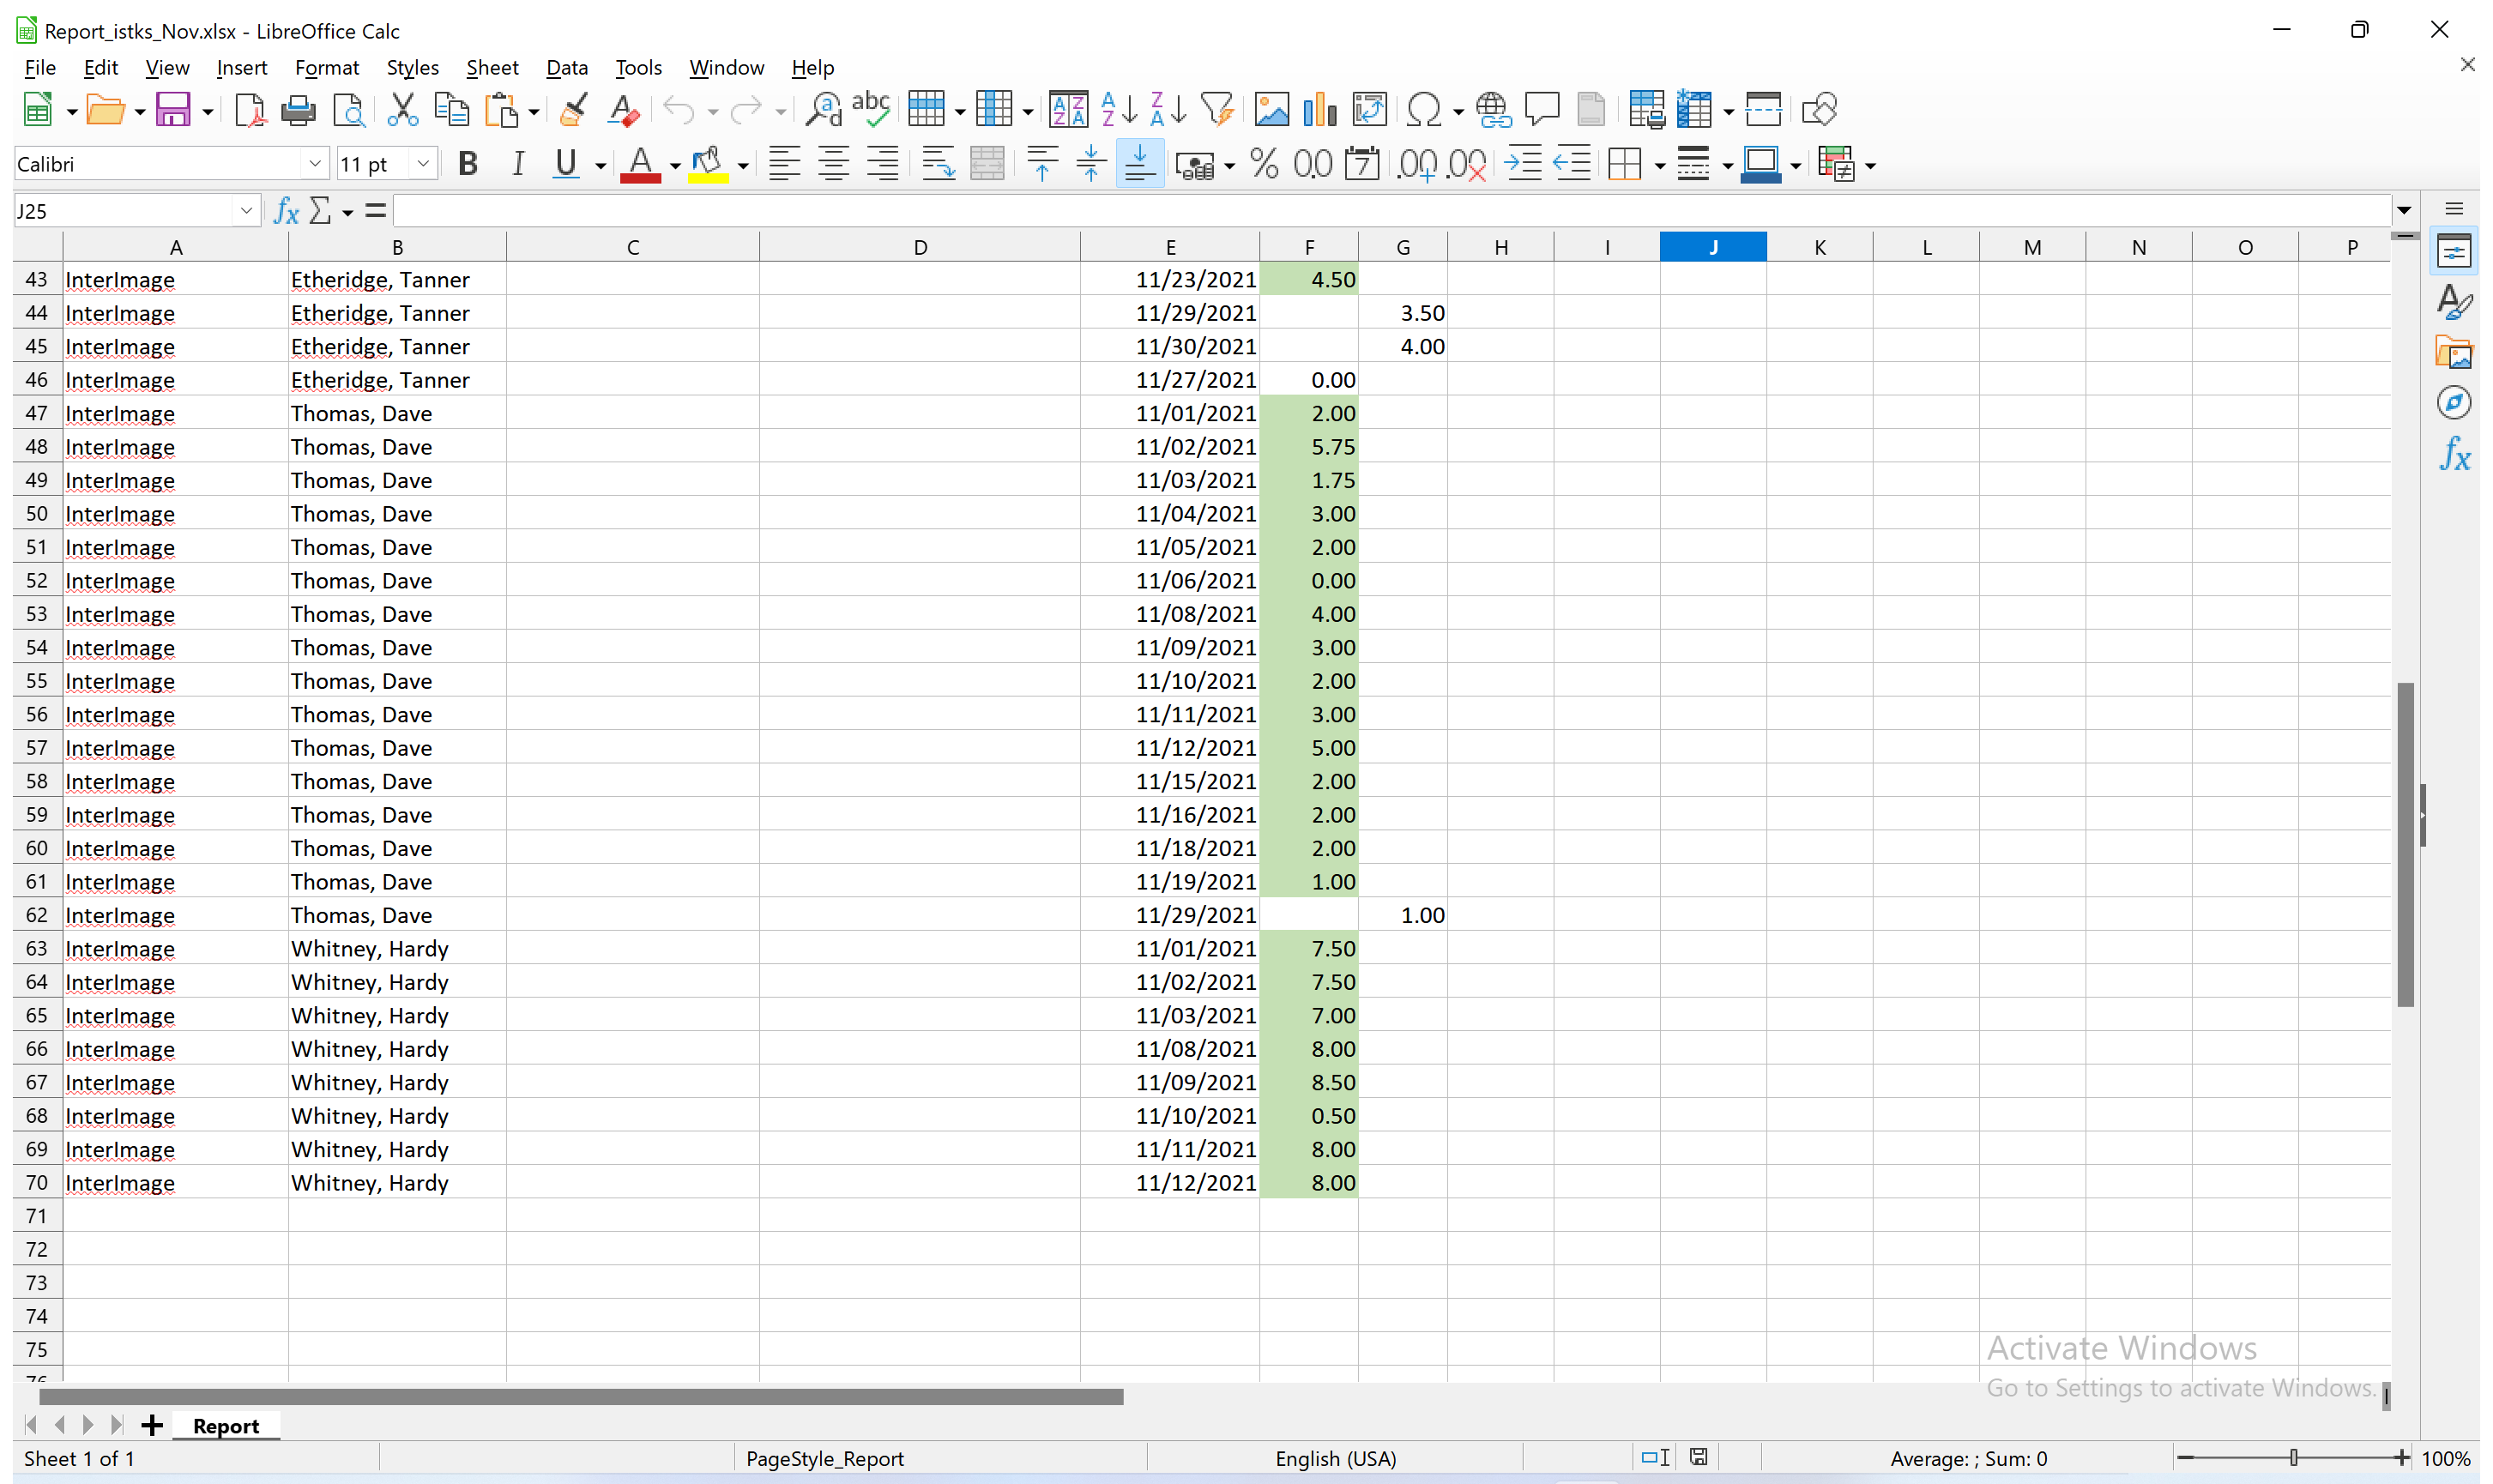 Report_istks_Nov.xlsx - LibreOffice Calc
File Edit View Insert Format Styles Sheet Data Tools Window Help
Calibri 11 pt
J25
A B C D E F G H I J K L M N O P
43 InterImage Etheridge, Tanner 11/23/2021 4.50
44 InterImage Etheridge, Tanner 11/29/2021 3.50
45 InterImage Etheridge, Tanner 11/30/2021 4.00
46 InterImage Etheridge, Tanner 11/27/2021 0.00
47 InterImage Thomas, Dave 11/01/2021 2.00
48 InterImage Thomas, Dave 11/02/2021 5.75
49 InterImage Thomas, Dave 11/03/2021 1.75
50 InterImage Thomas, Dave 11/04/2021 3.00
51 InterImage Thomas, Dave 11/05/2021 2.00
52 InterImage Thomas, Dave 11/06/2021 0.00
53 InterImage Thomas, Dave 11/08/2021 4.00
54 InterImage Thomas, Dave 11/09/2021 3.00
55 InterImage Thomas, Dave 11/10/2021 2.00
56 InterImage Thomas, Dave 11/11/2021 3.00
57 InterImage Thomas, Dave 11/12/2021 5.00
58 InterImage Thomas, Dave 11/15/2021 2.00
59 InterImage Thomas, Dave 11/16/2021 2.00
60 InterImage Thomas, Dave 11/18/2021 2.00
61 InterImage Thomas, Dave 11/19/2021 1.00
62 InterImage Thomas, Dave 11/29/2021 1.00
63 InterImage Whitney, Hardy 11/01/2021 7.50
64 InterImage Whitney, Hardy 11/02/2021 7.50
65 InterImage Whitney, Hardy 11/03/2021 7.00
66 InterImage Whitney, Hardy 11/08/2021 8.00
67 InterImage Whitney, Hardy 11/09/2021 8.50
68 InterImage Whitney, Hardy 11/10/2021 0.50
69 InterImage Whitney, Hardy 11/11/2021 8.00
70 InterImage Whitney, Hardy 11/12/2021 8.00
71
72
73
74
75
76
Activate Windows
Go to Settings to activate Windows.
Report
Sheet 1 of 1 PageStyle_Report English (USA) Average: ; Sum: 0 100%